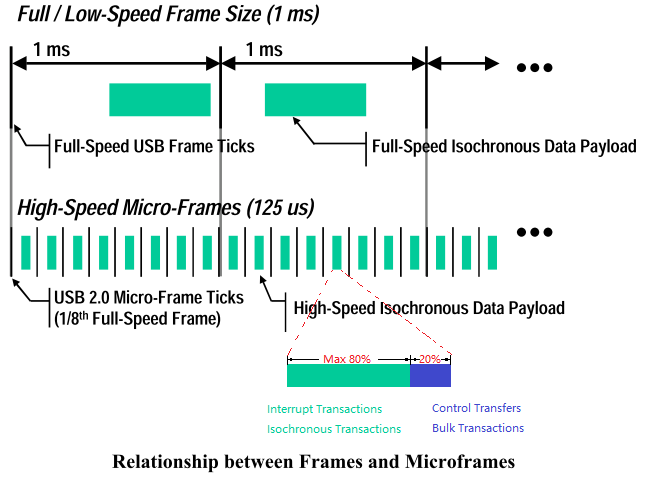 Full / Low-Speed Frame Size (1 ms)
1 ms
1 ms
Full-Speed USB Frame Ticks
Full-Speed Isochronous Data Payload
High-Speed Micro-Frames (125 us)
USB 2.0 Micro-Frame Ticks
(1/8th Full-Speed Frame)
High-Speed Isochronous Data Payload
Max 80%
20%
Interrupt Transactions
Isochronous Transactions
Control Transfers
Bulk Transactions
Relationship between Frames and Microframes